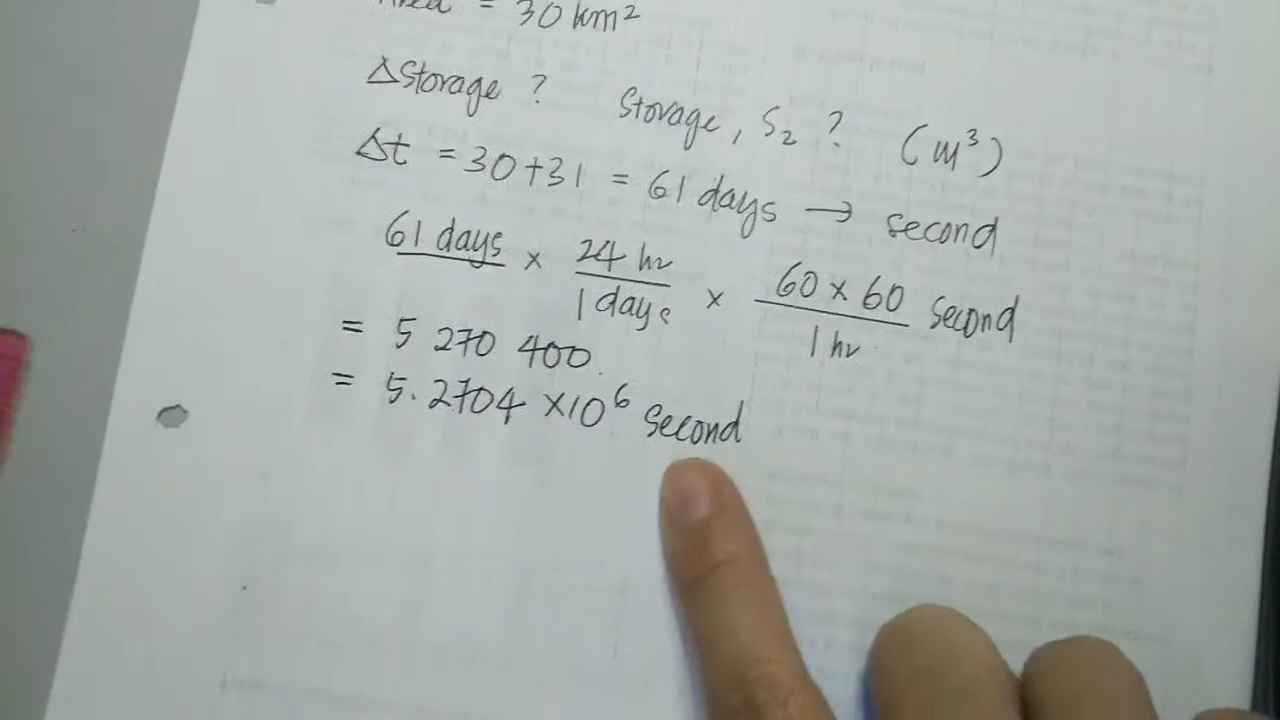 Area = 30 km²
ΔStorage ? Storage, S₂ ? (m³)
Δt = 30+31 = 61 days → second
61 days × 24 hr / 1 days × 60 × 60 second / 1 hr
= 5 270 400.
= 5.2704 ×10⁶ second